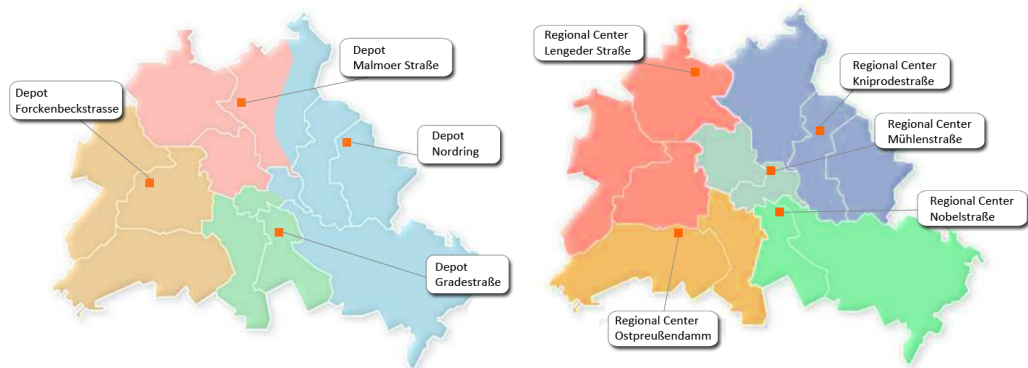 Depot
Malmoer Straße
Depot
Forckenbeckstrasse
Depot
Nordring
Depot
Gradestraße
Regional Center
Lengeder Straße
Regional Center
Kniprodestraße
Regional Center
Mühlenstraße
Regional Center
Nobelstraße
Regional Center
Ostpreußendamm